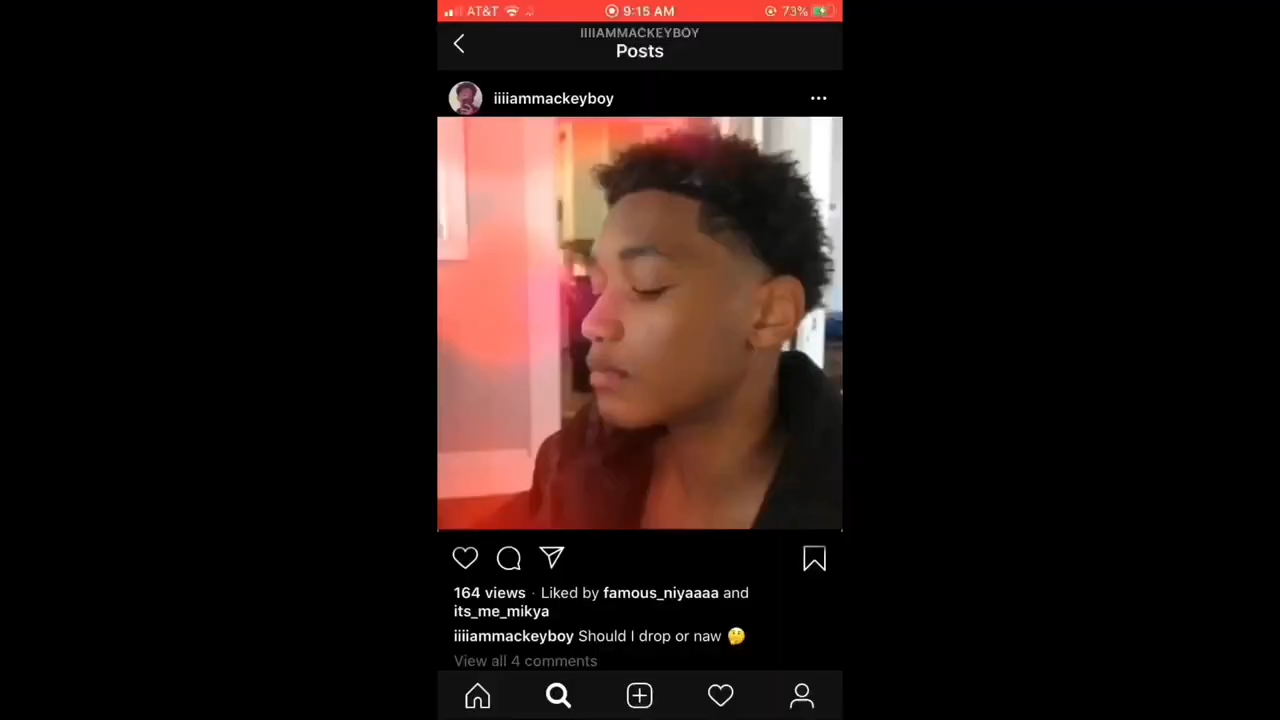 AT&T 9:15 AM 73%
IIIIAMMACKEYBOY
Posts
iiiiammackeyboy
164 views · Liked by famous_niyaaaa and
its_me_mikya
iiiiammackeyboy Should I drop or naw 🤔
View all 4 comments